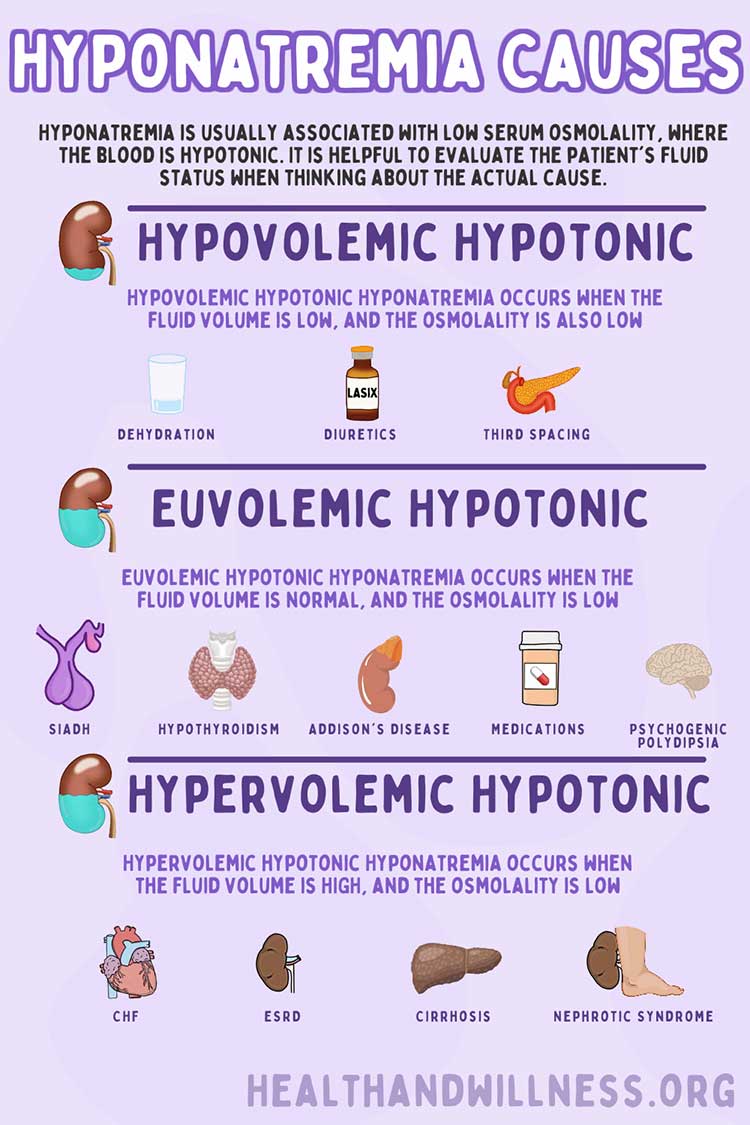 HYPONATREMIA CAUSES
HYPONATREMIA IS USUALLY ASSOCIATED WITH LOW SERUM OSMOLALITY, WHERE
THE BLOOD IS HYPOTONIC. IT IS HELPFUL TO EVALUATE THE PATIENT'S FLUID
STATUS WHEN THINKING ABOUT THE ACTUAL CAUSE.
HYPOVOLEMIC HYPOTONIC
HYPOVOLEMIC HYPOTONIC HYPONATREMIA OCCURS WHEN THE
FLUID VOLUME IS LOW, AND THE OSMOLALITY IS ALSO LOW
LASIX
DEHYDRATION
DIURETICS
THIRD SPACING
EUVOLEMIC HYPOTONIC
EUVOLEMIC HYPOTONIC HYPONATREMIA OCCURS WHEN THE
FLUID VOLUME IS NORMAL, AND THE OSMOLALITY IS LOW
SIADH
HYPOTHYROIDISM
ADDISON'S DISEASE
MEDICATIONS
PSYCHOGENIC
POLYDIPSIA
HYPERVOLEMIC HYPOTONIC
HYPERVOLEMIC HYPOTONIC HYPONATREMIA OCCURS WHEN
THE FLUID VOLUME IS HIGH, AND THE OSMOLALITY IS LOW
CHF
ESRD
CIRRHOSIS
NEPHROTIC SYNDROME
HEALTHANDWILLNESS.ORG